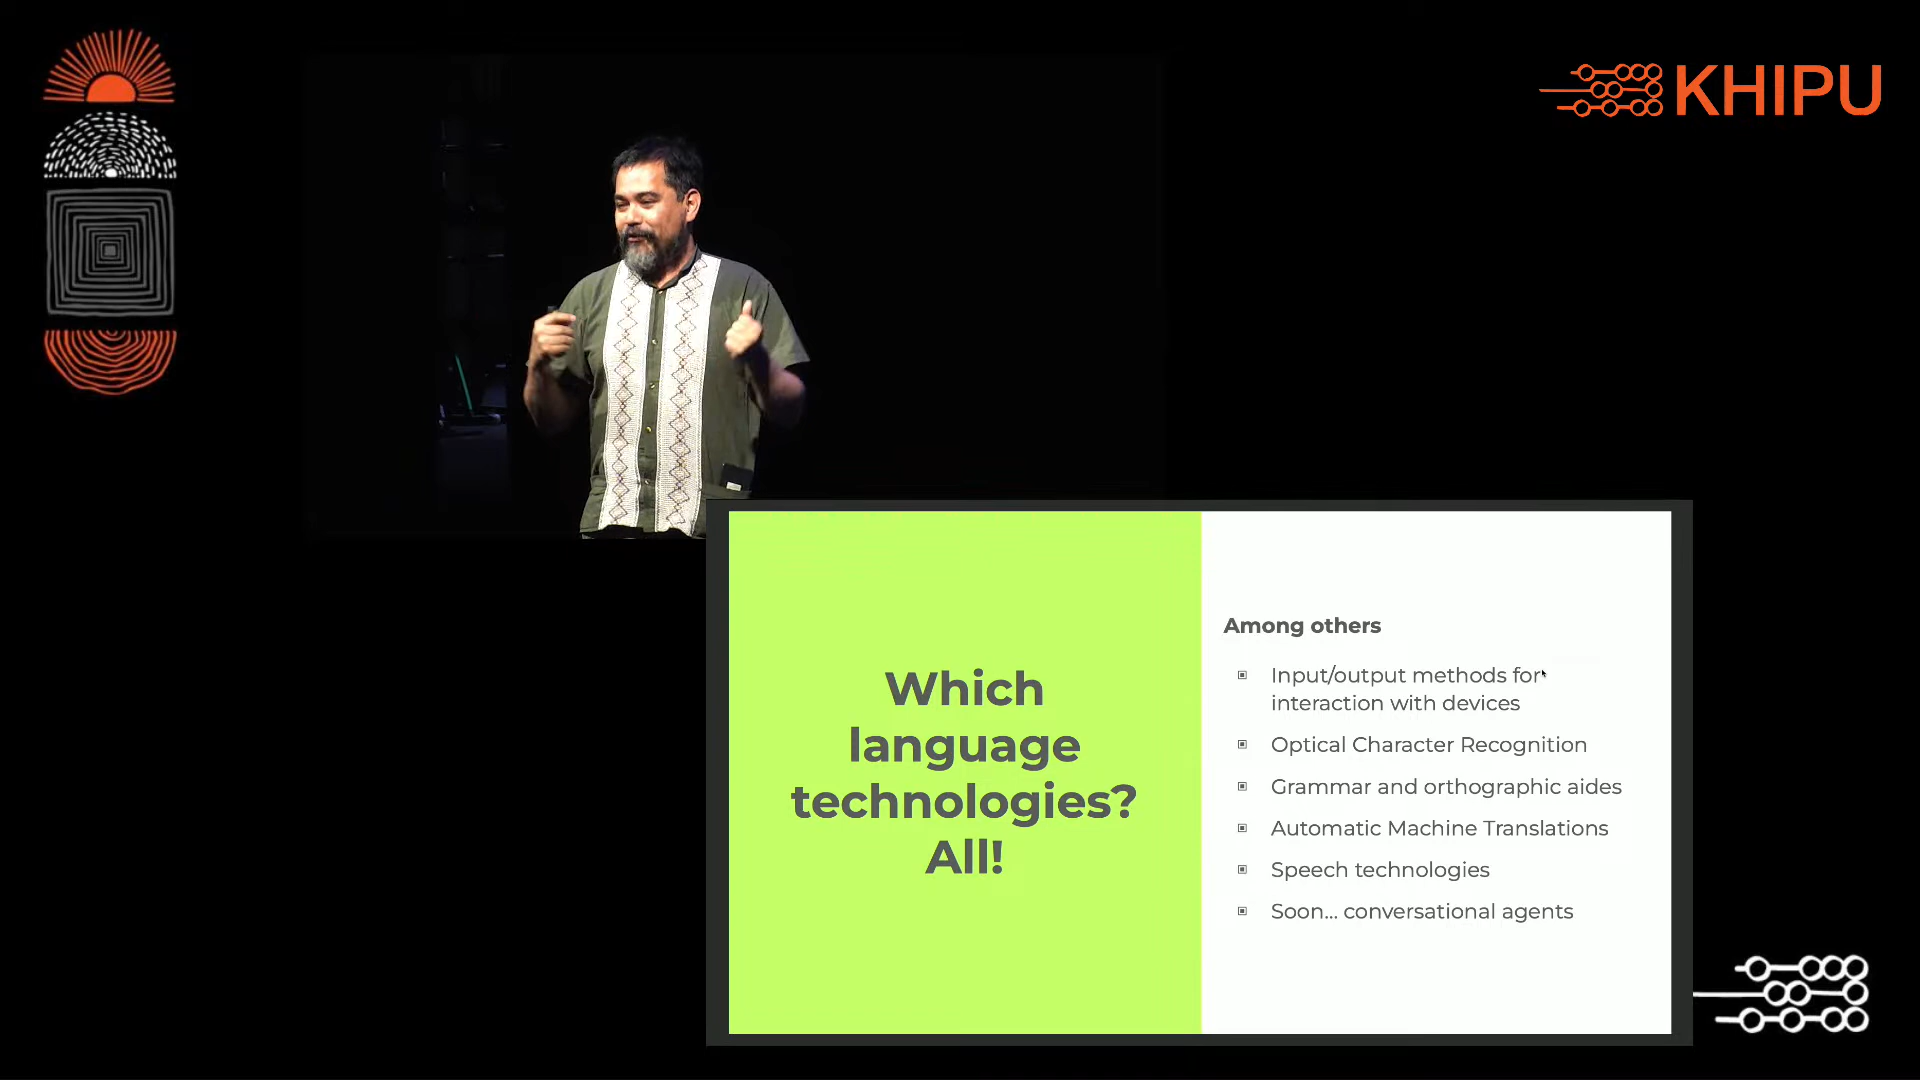 KHIPU
Which
language
technologies?
All!
Among others
Input/output methods for
interaction with devices
Optical Character Recognition
Grammar and orthographic aides
Automatic Machine Translations
Speech technologies
Soon... conversational agents